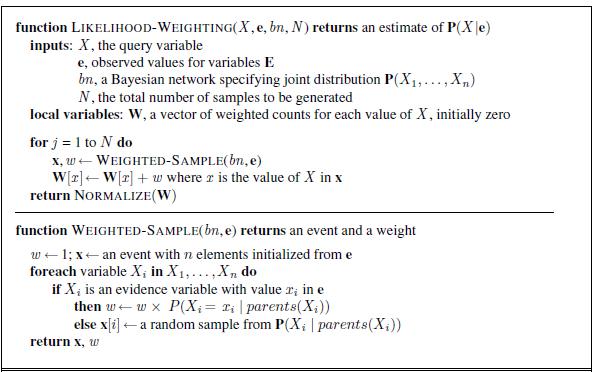 function LIKELIHOOD-WEIGHTING(X, e, bn, N) returns an estimate of P(X|e)
inputs: X, the query variable
e, observed values for variables E
bn, a Bayesian network specifying joint distribution P(X₁, . . . , Xₙ)
N, the total number of samples to be generated
local variables: W, a vector of weighted counts for each value of X, initially zero
for j = 1 to N do
x, w ← WEIGHTED-SAMPLE(bn, e)
W[x] ← W[x] + w where x is the value of X in x
return NORMALIZE(W)
function WEIGHTED-SAMPLE(bn, e) returns an event and a weight
w ← 1; x ← an event with n elements initialized from e
foreach variable Xᵢ in X₁, . . . , Xₙ do
if Xᵢ is an evidence variable with value xᵢ in e
then w ← w × P(Xᵢ = xᵢ | parents(Xᵢ))
else x[i] ← a random sample from P(Xᵢ | parents(Xᵢ))
return x, w